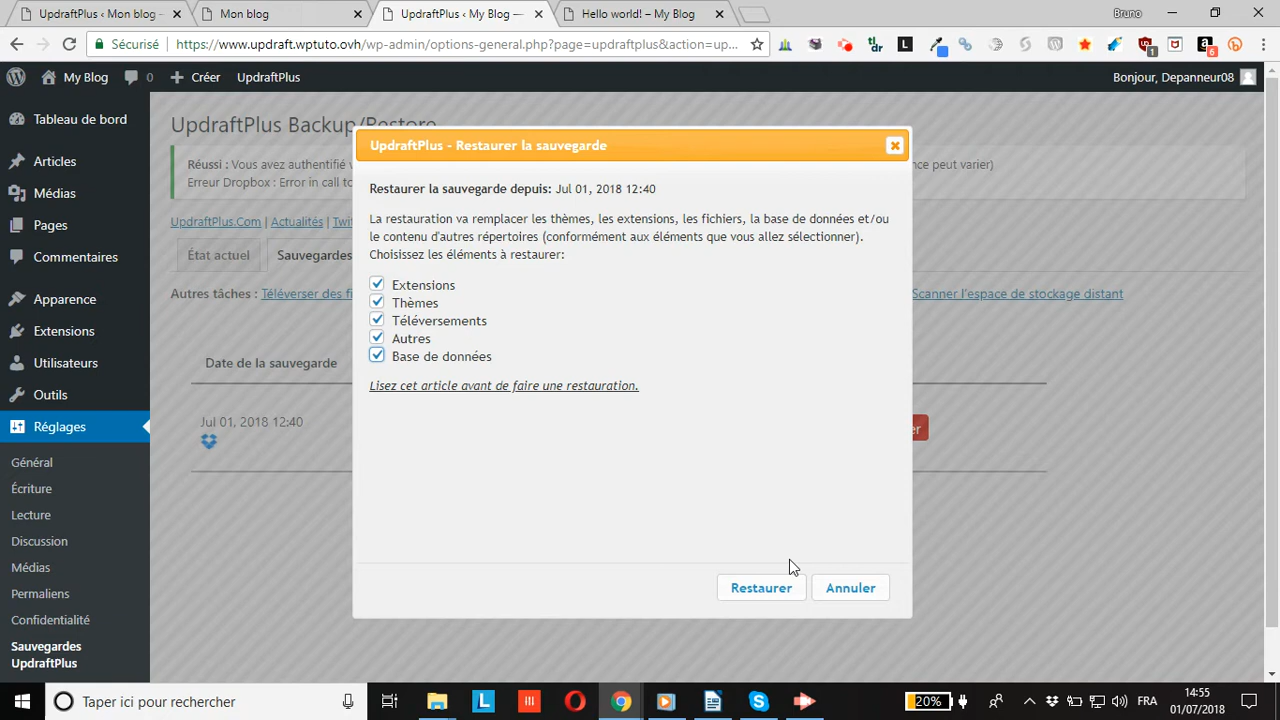 UpdraftPlus ‹ Mon blog –
Mon blog
UpdraftPlus ‹ My Blog —
Hello world! – My Blog
Bruno
Sécurisé
https://www.updraft.wptuto.ovh/wp-admin/options-general.php?page=updraftplus&action=up...
1
6
My Blog
0
Créer
UpdraftPlus
Bonjour, Depanneur08
Tableau de bord
Articles
Médias
Pages
Commentaires
Apparence
Extensions
Utilisateurs
Outils
Réglages
Général
Écriture
Lecture
Discussion
Médias
Permaliens
Confidentialité
Sauvegardes
UpdraftPlus
UpdraftPlus Backup/Restore
Réussi : Vous avez authentifié
nce peut varier)
Erreur Dropbox : Error in call to
UpdraftPlus.Com
Actualités
Twit
État actuel
Sauvegardes
Autres tâches :
Téléverser des fi
Scanner l'espace de stockage distant
Date de la sauvegarde
Jul 01, 2018 12:40
er
UpdraftPlus - Restaurer la sauvegarde
Restaurer la sauvegarde depuis: Jul 01, 2018 12:40
La restauration va remplacer les thèmes, les extensions, les fichiers, la base de données et/ou
le contenu d'autres répertoires (conformément aux éléments que vous allez sélectionner).
Choisissez les éléments à restaurer:
Extensions
Thèmes
Téléversements
Autres
Base de données
Lisez cet article avant de faire une restauration.
Restaurer
Annuler
Taper ici pour rechercher
20%
FRA
14:55
01/07/2018